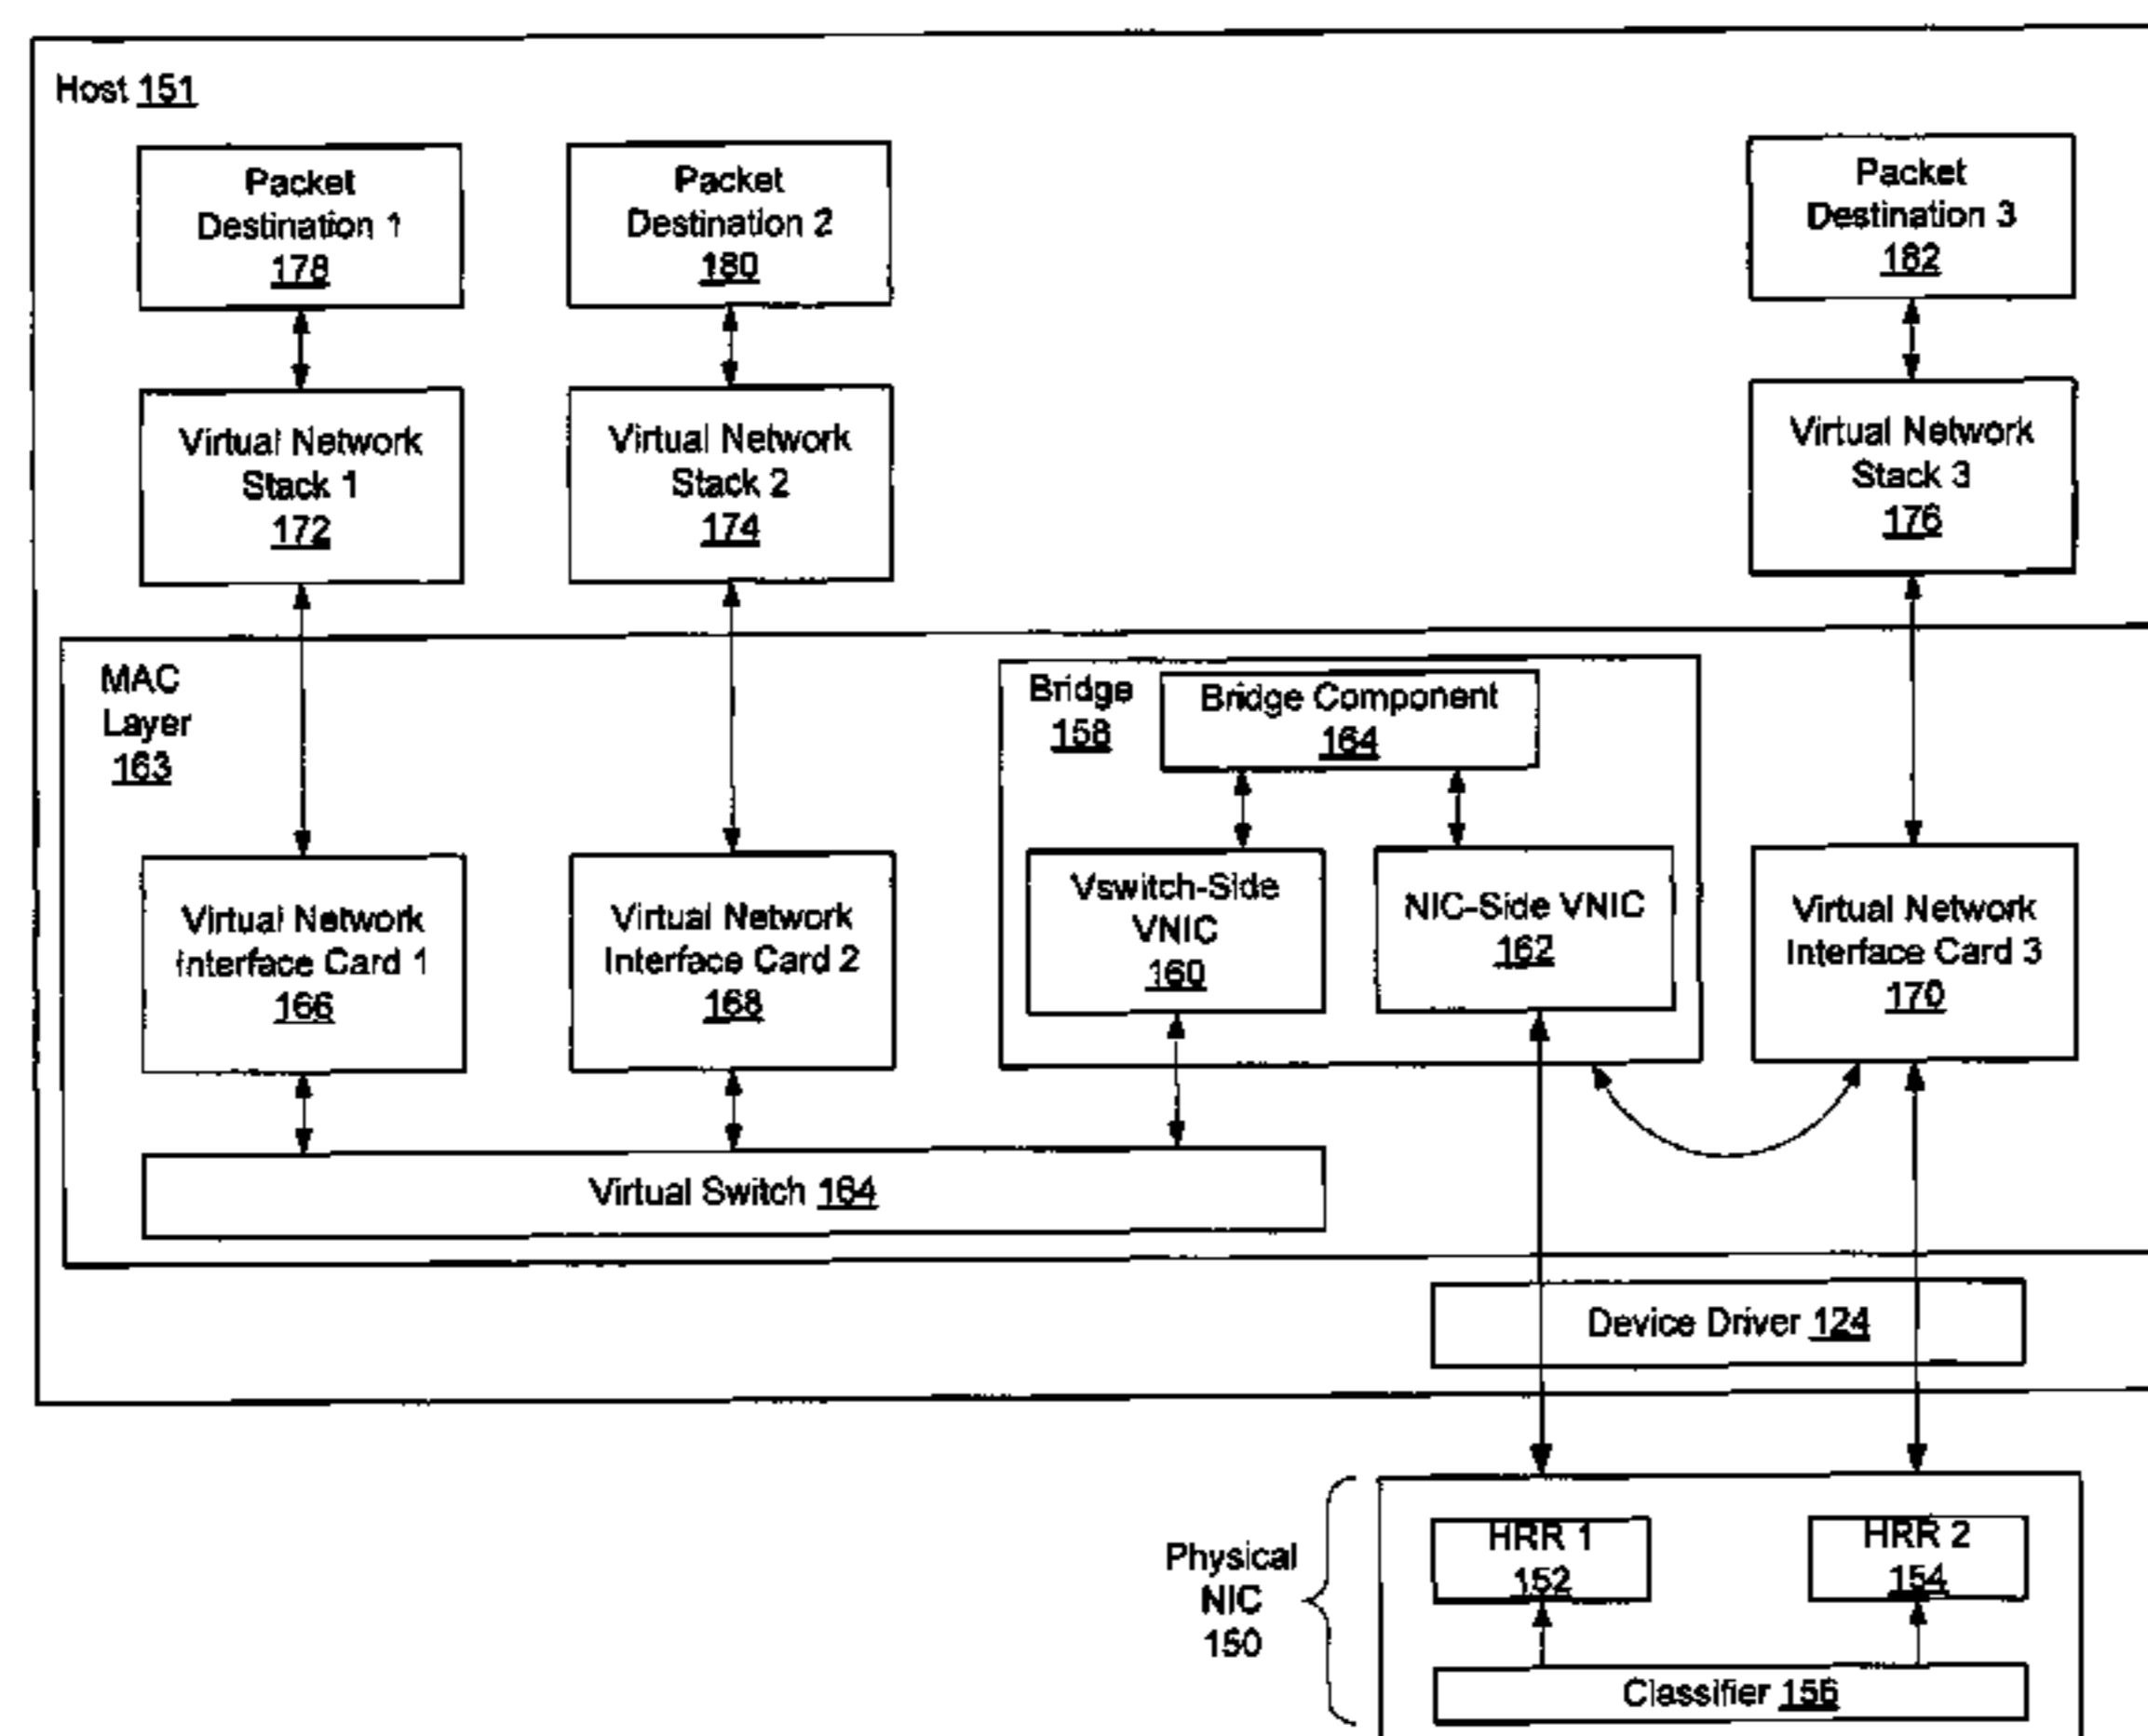 Host 151
Packet
Destination 1
178
Packet
Destination 2
180
Packet
Destination 3
182
Virtual Network
Stack 1
172
Virtual Network
Stack 2
174
Virtual Network
Stack 3
176
MAC
Layer
163
Bridge
158
Bridge Component
164
Virtual Network
Interface Card 1
166
Virtual Network
Interface Card 2
168
Vswitch-Side
VNIC
160
NIC-Side VNIC
162
Virtual Network
Interface Card 3
170
Virtual Switch 164
Device Driver 124
Physical
NIC
150
HRR 1
152
HRR 2
154
Classifier 156